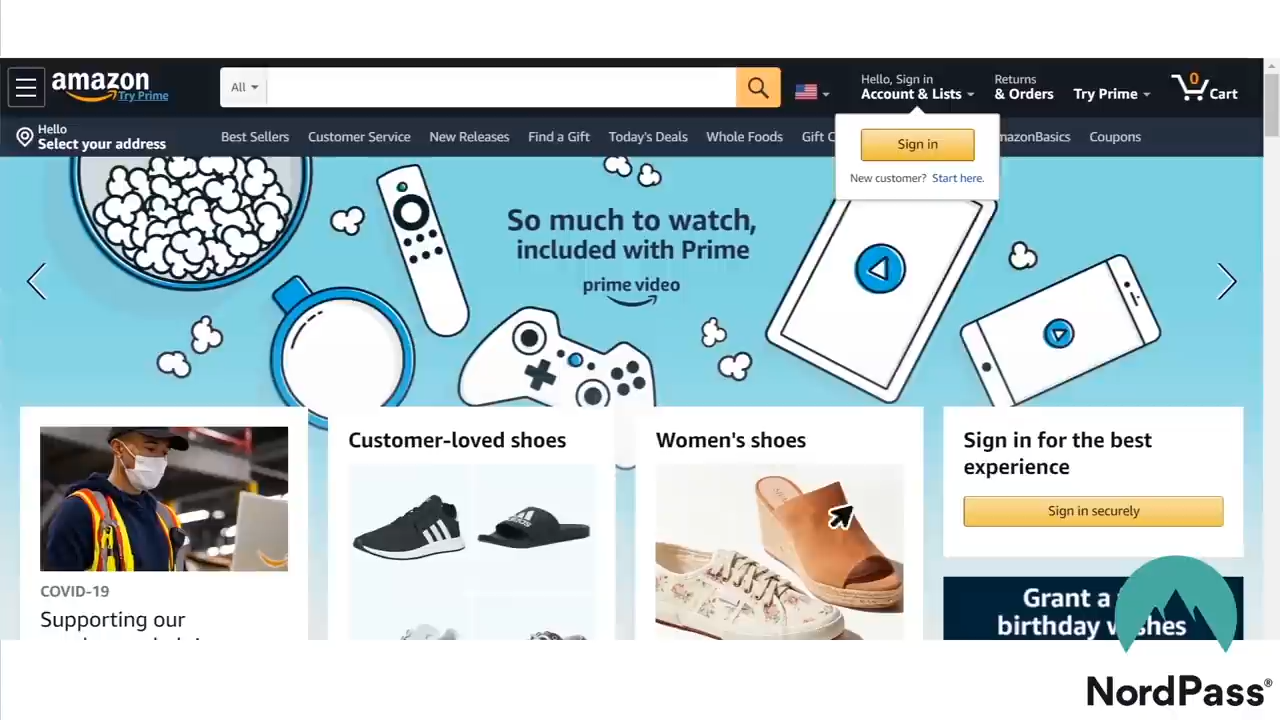 amazon
Try Prime
All
Hello, Sign in
Account & Lists
Returns
& Orders
Try Prime
0
Cart
Hello
Select your address
Best Sellers
Customer Service
New Releases
Find a Gift
Today's Deals
Whole Foods
Gift C
mazonBasics
Coupons
Sign in
New customer? Start here.
So much to watch,
included with Prime
prime video
Customer-loved shoes
Women's shoes
Sign in for the best
experience
Sign in securely
COVID-19
Supporting our
Grant a
birthday wishes
NordPass®